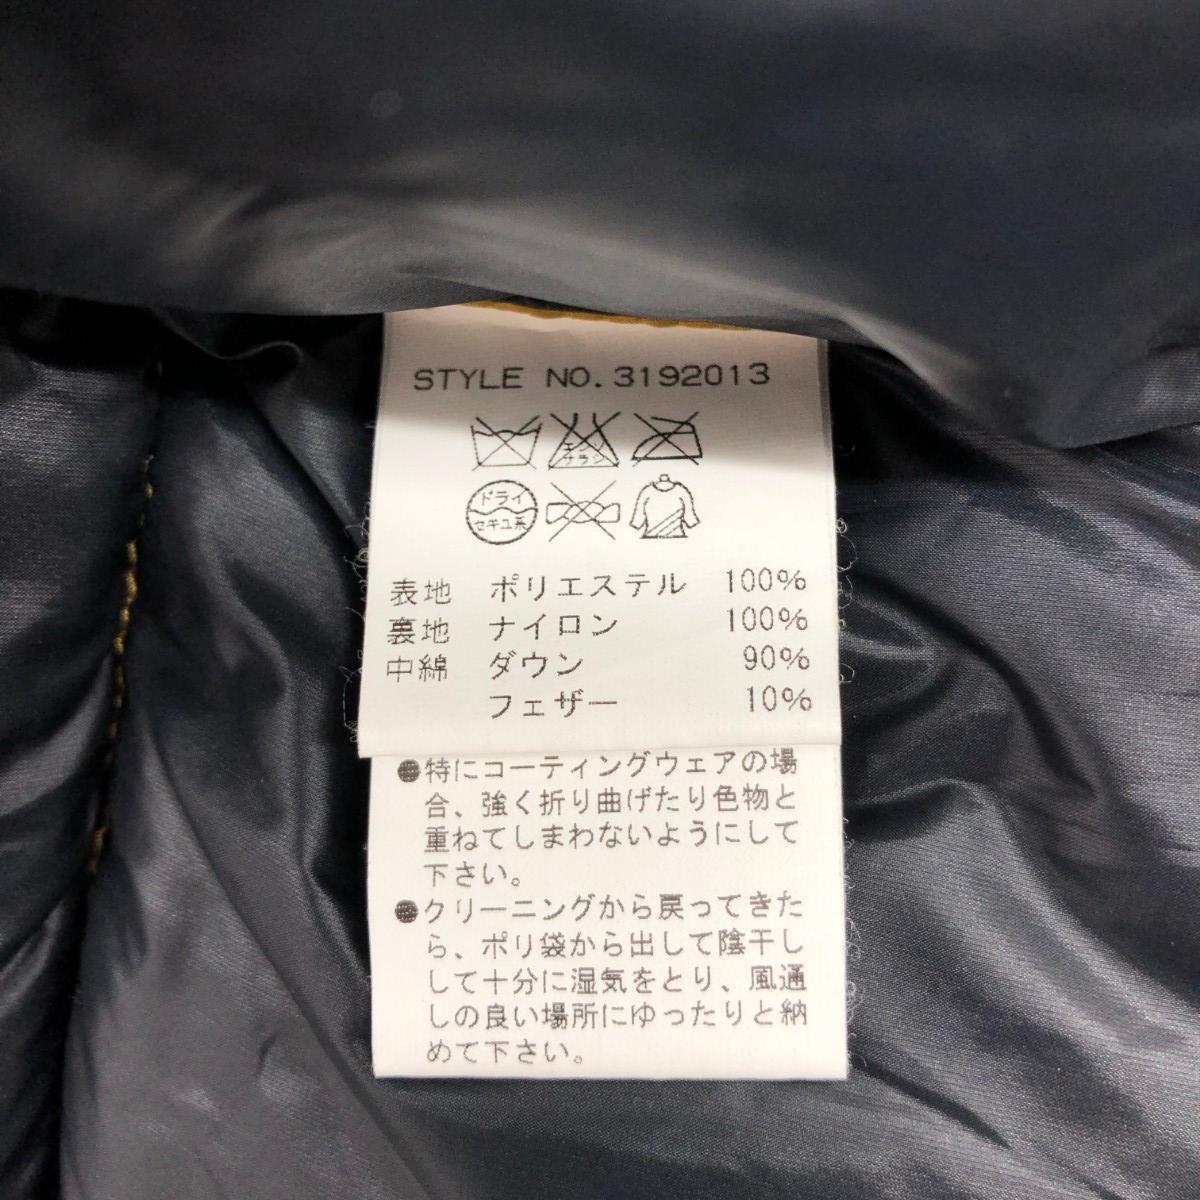 STYLE NO.3192013
エンソ
サラシ
ドライ
セキユ系
表地 ポリエステル 100%
裏地 ナイロン 100%
中綿 ダウン 90%
フェザー 10%
●特にコーティングウェアの場
合、強く折り曲げたり色物と
重ねてしまわないようにして
下さい。
●クリーニングから戻ってきた
ら、ポリ袋から出して陰干し
して十分に湿気をとり、風通
しの良い場所にゆったりと納
めて下さい。